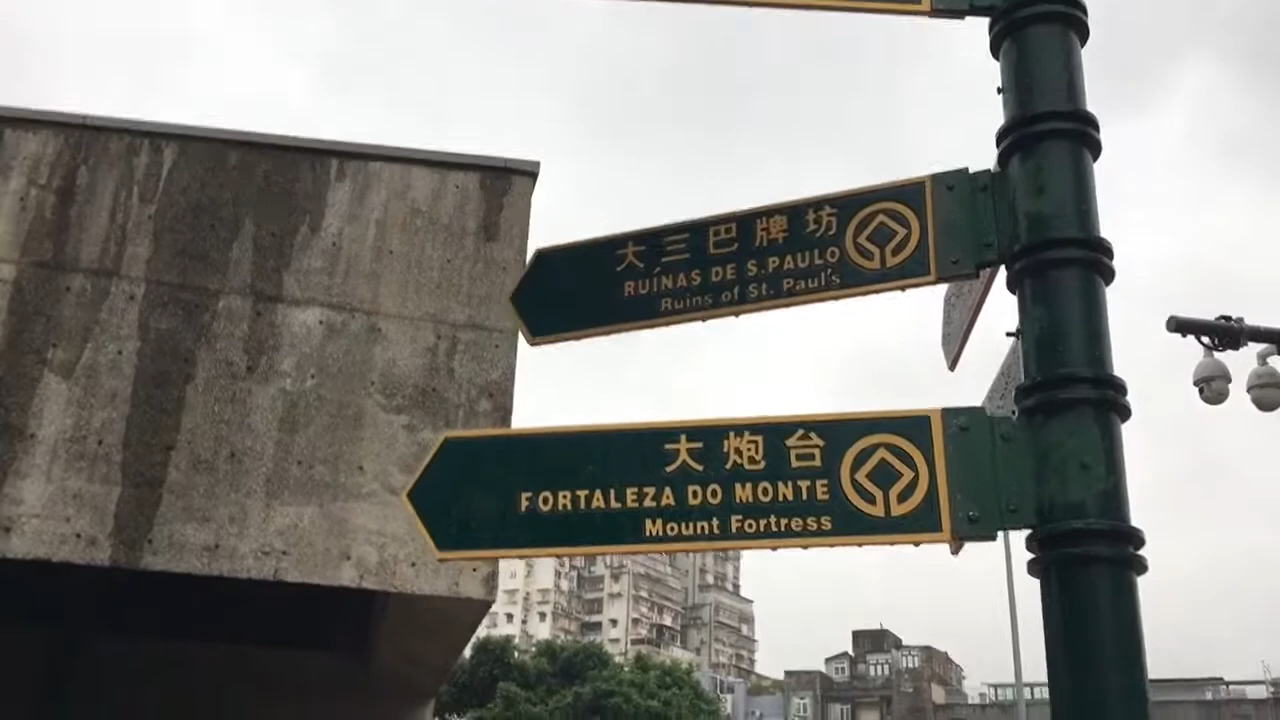 大三巴牌坊
RUÍNAS DE S.PAULO
Ruins of St. Paul's
大炮台
FORTALEZA DO MONTE
Mount Fortress